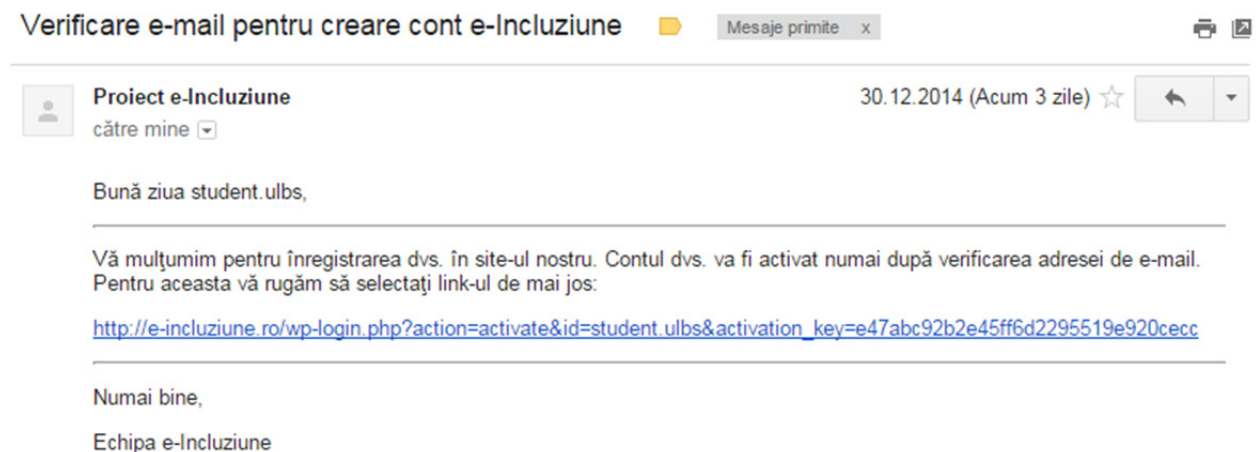 Verificare e-mail pentru creare cont e-Incluziune Mesaje primite x
Proiect e-Incluziune 30.12.2014 (Acum 3 zile)
către mine
Bună ziua student.ulbs,
Vă mulţumim pentru înregistrarea dvs. în site-ul nostru. Contul dvs. va fi activat numai după verificarea adresei de e-mail.
Pentru aceasta vă rugăm să selectaţi link-ul de mai jos:
http://e-incluziune.ro/wp-login.php?action=activate&id=student.ulbs&activation_key=e47abc92b2e45ff6d2295519e920cecc
Numai bine,
Echipa e-Incluziune